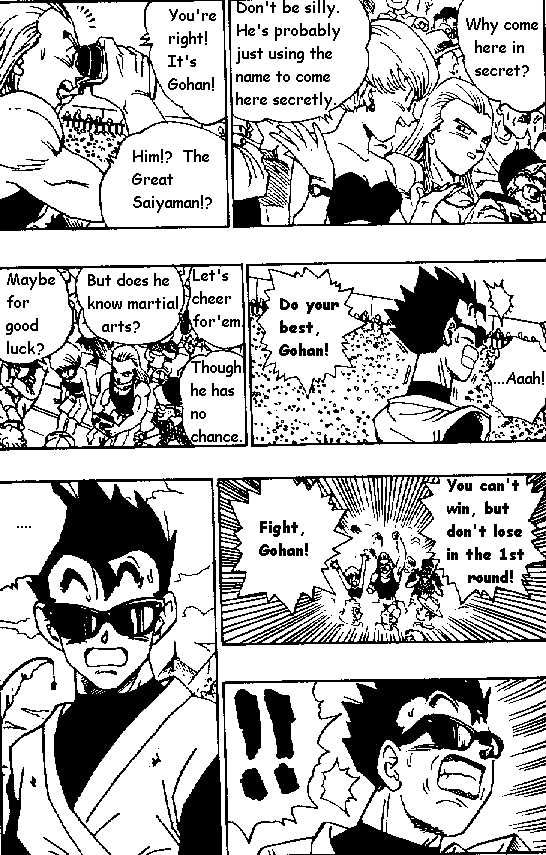 You're
right!
It's
Gohan!
Him!? The
Great
Saiyaman!?
Don't be silly.
He's probably
just using the
name to come
here secretly.
Why come
here in
secret?
Maybe
for
good
luck?
But does he
know martial
arts?
Let's
cheer
for'em.
Though
he has
no
chance.
Do your
best,
Gohan!
...Aaah!
....
Fight,
Gohan!
You can't
win, but
don't lose
in the 1st
round!
!!